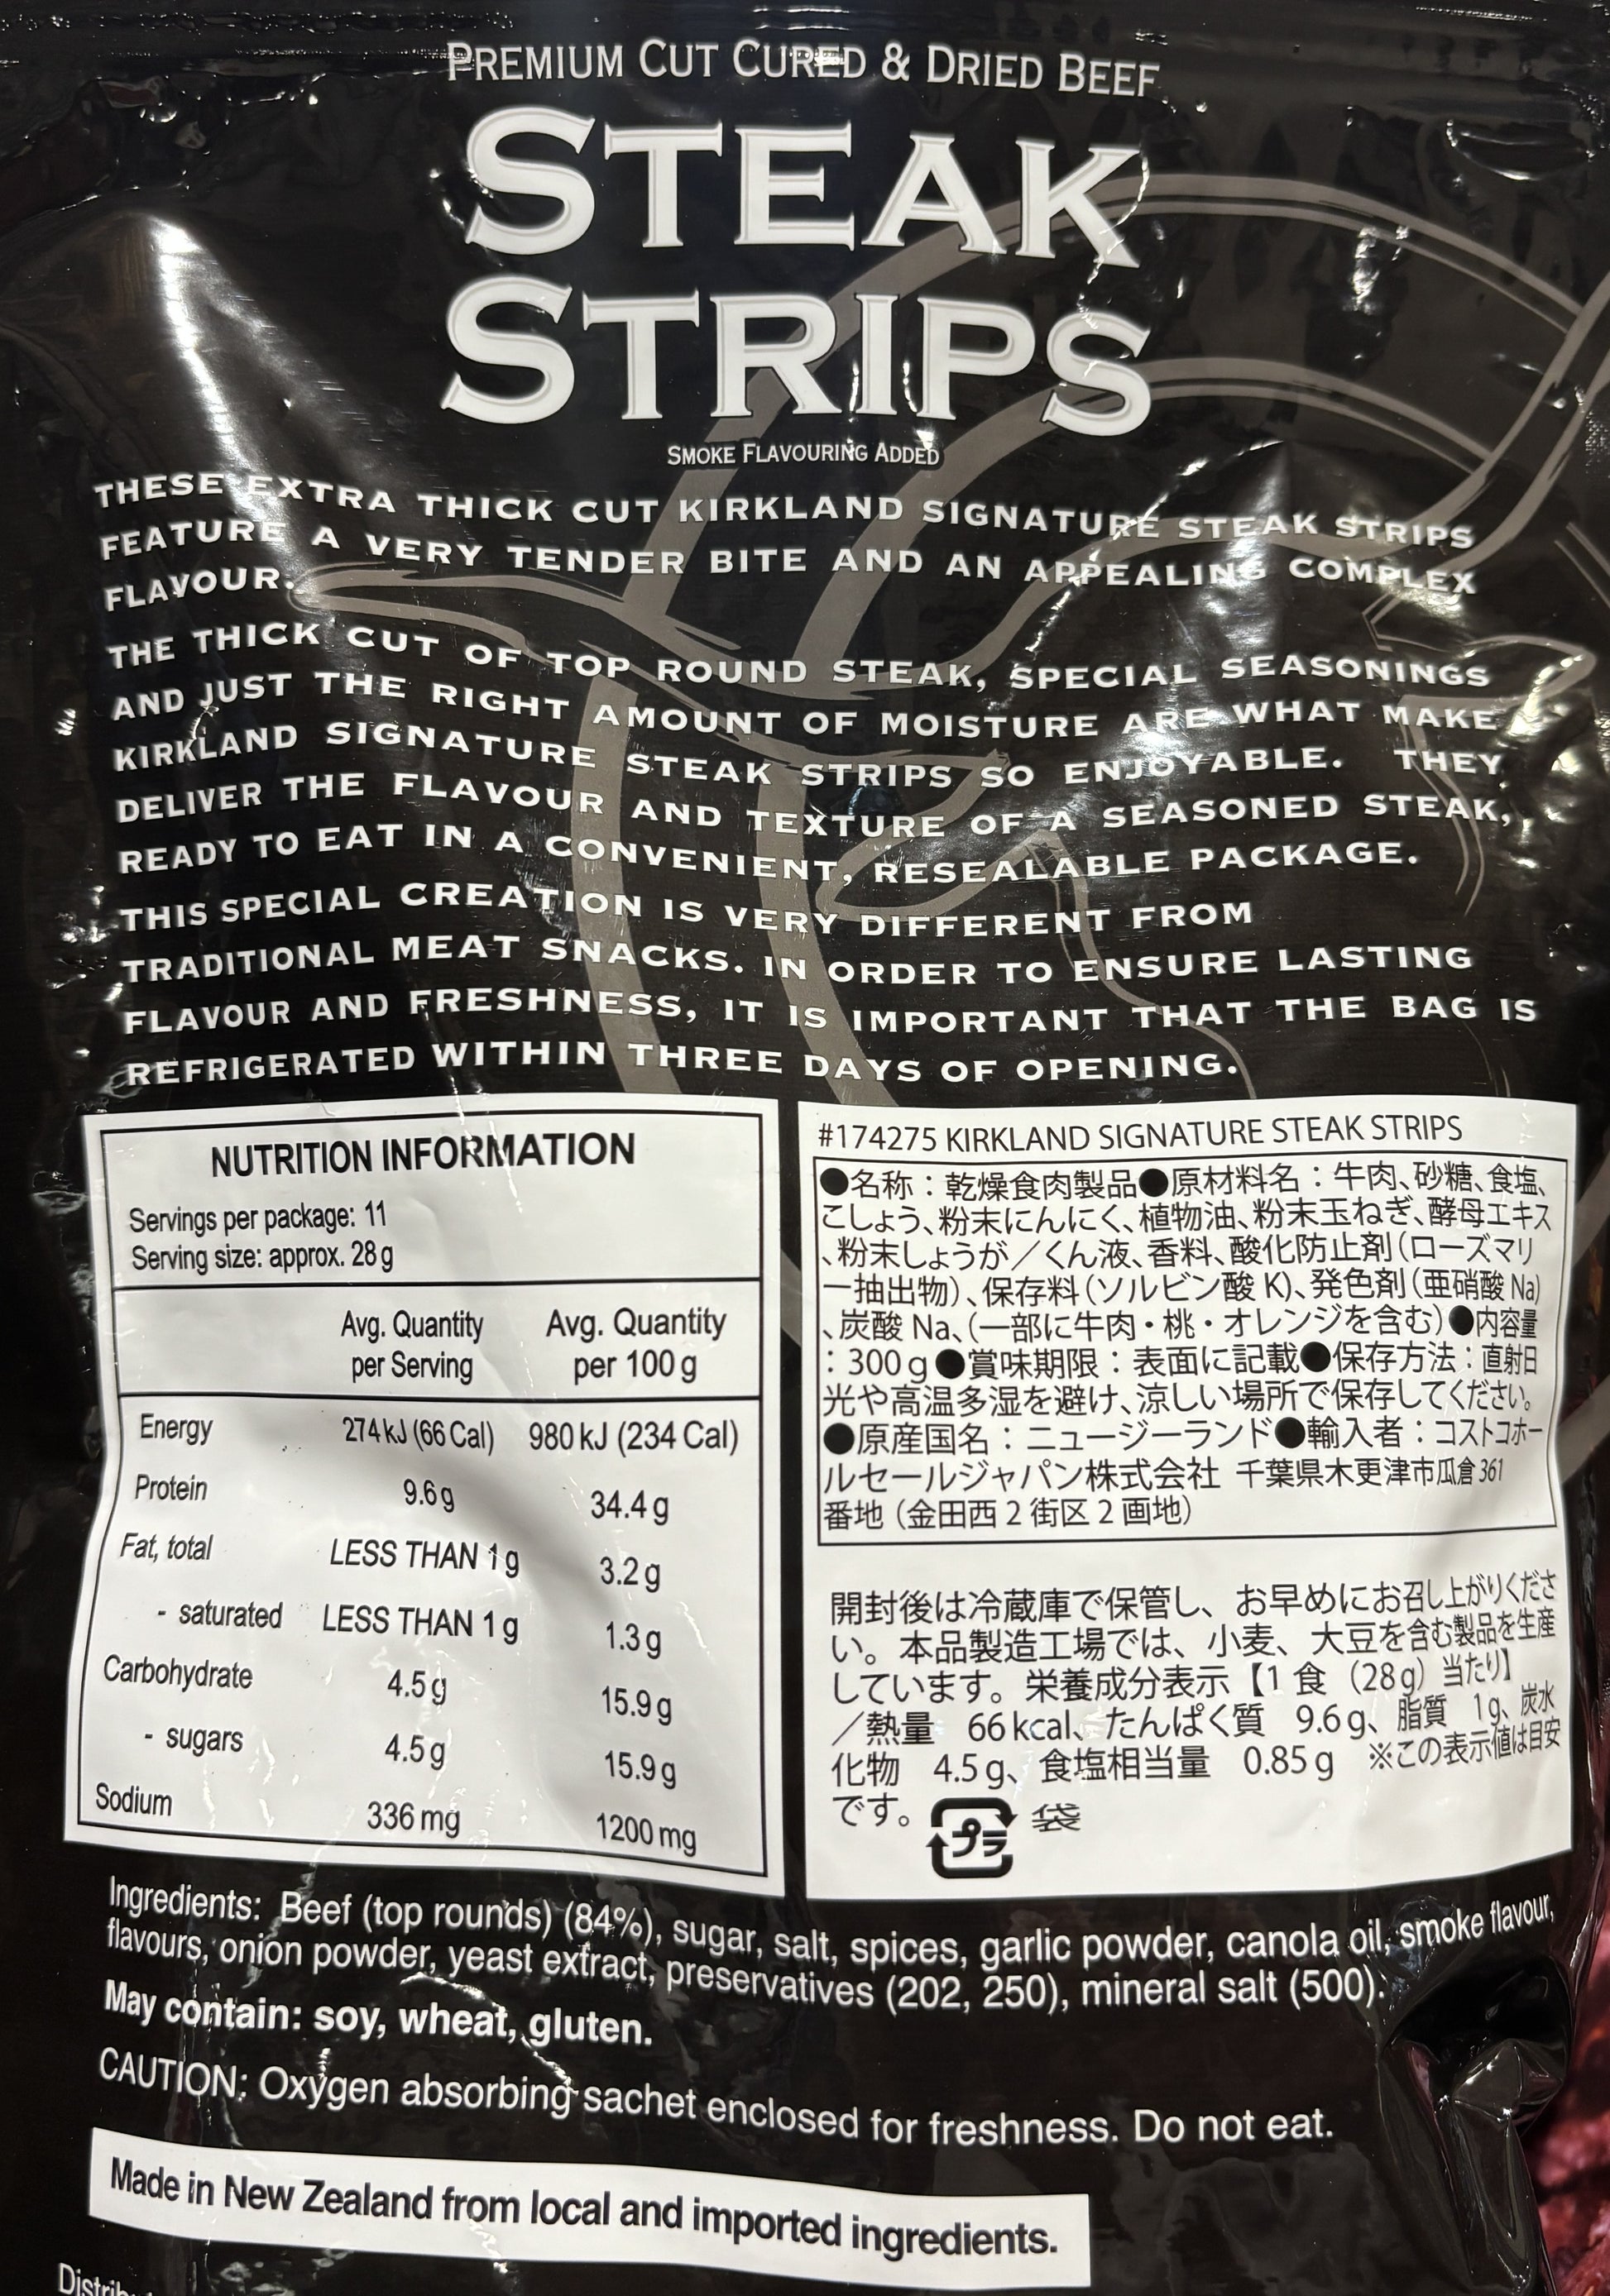 PREMIUM CUT CURED & DRIED BEEF
STEAK
STRIPS
SMOKE FLAVOURING ADDED
THESE EXTRA THICK CUT KIRKLAND SIGNATURE STEAK STRIPS
FEATURE A VERY TENDER BITE AND AN APPEALING COMPLEX
FLAVOUR.
THE THICK CUT OF TOP ROUND STEAK, SPECIAL SEASONINGS
AND JUST THE RIGHT AMOUNT OF MOISTURE ARE WHAT MAKE
KIRKLAND SIGNATURE STEAK STRIPS SO ENJOYABLE. THEY
DELIVER THE FLAVOUR AND TEXTURE OF A SEASONED STEAK,
READY TO EAT IN A CONVENIENT, RESEALABLE PACKAGE.
THIS SPECIAL CREATION IS VERY DIFFERENT FROM
TRADITIONAL MEAT SNACKS. IN ORDER TO ENSURE LASTING
FLAVOUR AND FRESHNESS, IT IS IMPORTANT THAT THE BAG IS
REFRIGERATED WITHIN THREE DAYS OF OPENING.
NUTRITION INFORMATION
Servings per package: 11
Serving size: approx. 28 g
Avg. Quantity per Serving Avg. Quantity per 100 g
Energy 274 kJ (66 Cal) 980 kJ (234 Cal)
Protein 9.6 g 34.4 g
Fat, total LESS THAN 1 g 3.2 g
- saturated LESS THAN 1 g 1.3 g
Carbohydrate 4.5 g 15.9 g
- sugars 4.5 g 15.9 g
Sodium 336 mg 1200 mg
#174275 KIRKLAND SIGNATURE STEAK STRIPS
●名称：乾燥食肉製品●原材料名：牛肉、砂糖、食塩、
こしょう、粉末にんにく、植物油、粉末玉ねぎ、酵母エキス
、粉末しょうが／くん液、香料、酸化防止剤（ローズマリ
ー抽出物）、保存料（ソルビン酸 K）、発色剤（亜硝酸 Na）
、炭酸 Na、（一部に牛肉・桃・オレンジを含む）●内容量
：300 g●賞味期限：表面に記載●保存方法：直射日
光や高温多湿を避け、涼しい場所で保存してください。
●原産国名：ニュージーランド●輸入者：コストコホー
ルセールジャパン株式会社 千葉県木更津市瓜倉 361
番地（金田西 2 街区 2 画地）
開封後は冷蔵庫で保管し、お早めにお召し上がりくださ
い。本品製造工場では、小麦、大豆を含む製品を生産
しています。栄養成分表示【1 食（28g）当たり】
／熱量 66 kcal、たんぱく質 9.6 g、脂質 1g、炭水
化物 4.5 g、食塩相当量 0.85 g ※この表示値は目安
です。 プラ 袋
Ingredients: Beef (top rounds) (84%), sugar, salt, spices, garlic powder, canola oil, smoke flavour,
flavours, onion powder, yeast extract, preservatives (202, 250), mineral salt (500).
May contain: soy, wheat, gluten.
CAUTION: Oxygen absorbing sachet enclosed for freshness. Do not eat.
Made in New Zealand from local and imported ingredients.